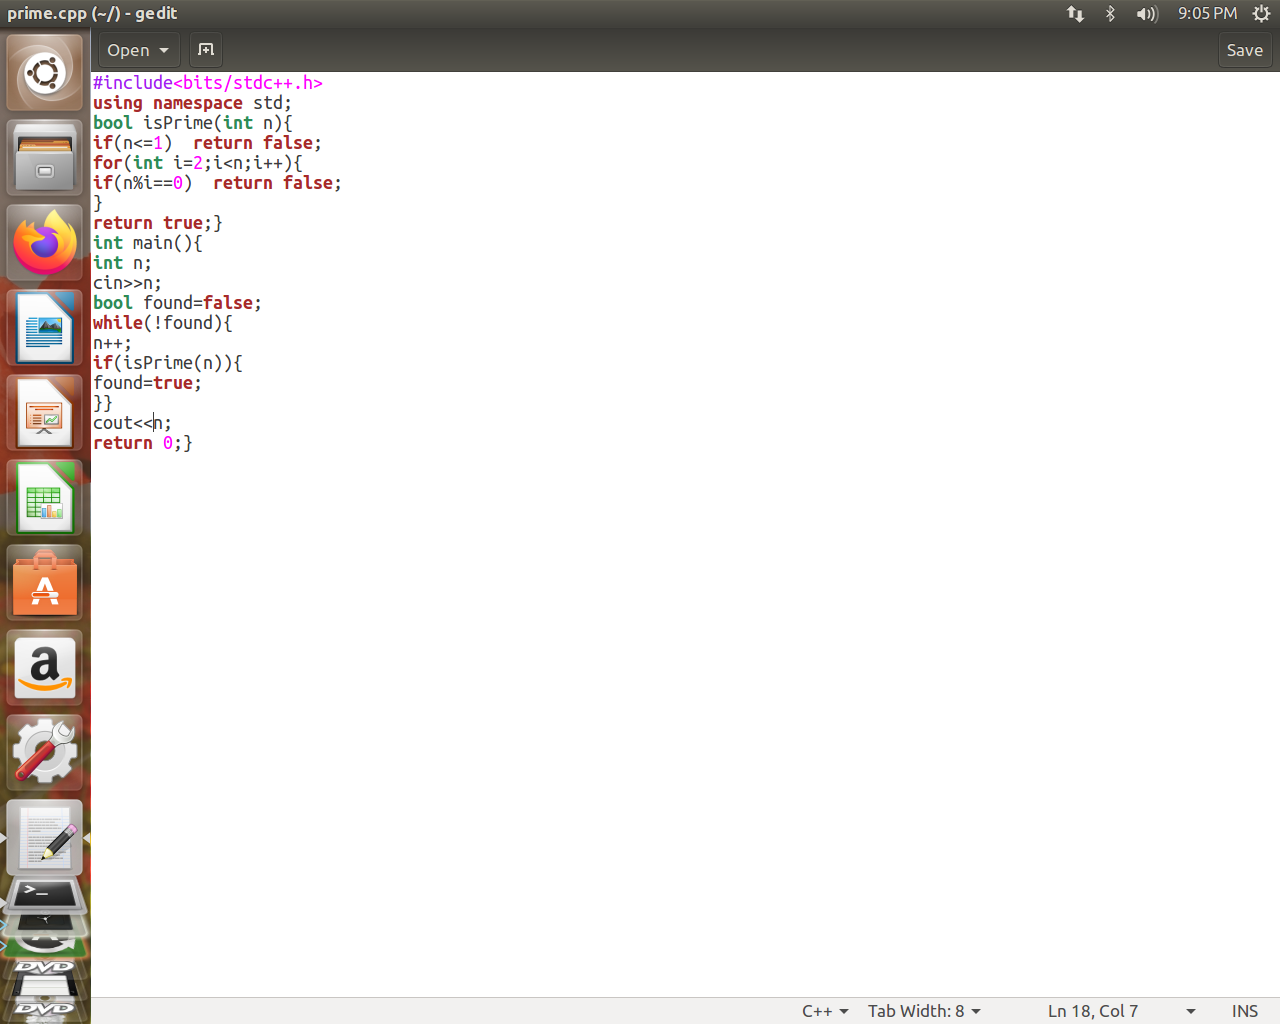 prime.cpp (~/) - gedit
9:05 PM
Open
Save
#include<bits/stdc++.h>
using namespace std;
bool isPrime(int n){
if(n<=1)  return false;
for(int i=2;i<n;i++){
if(n%i==0)  return false;
}
return true;}
int main(){
int n;
cin>>n;
bool found=false;
while(!found){
n++;
if(isPrime(n)){
found=true;
}}
cout<<n;
return 0;}
DVD
DVD
C++
Tab Width: 8
Ln 18, Col 7
INS